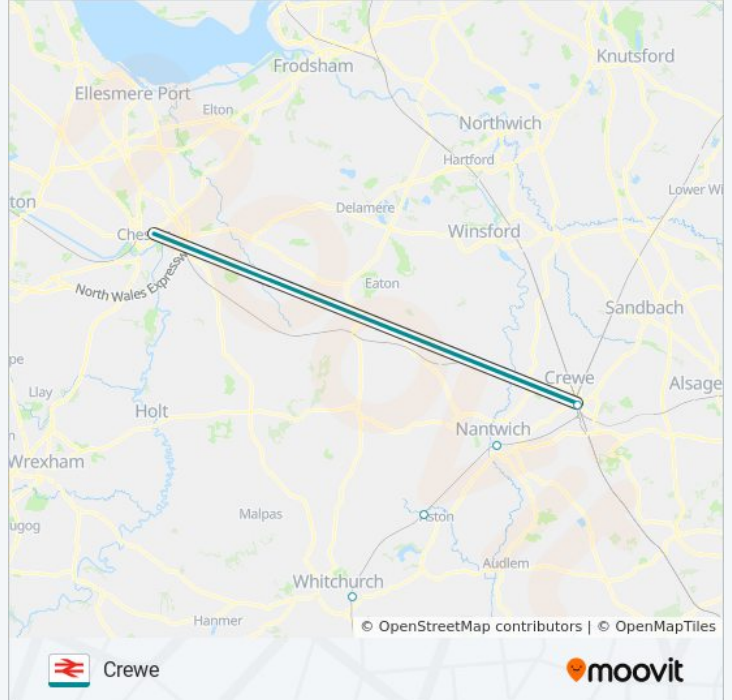 Knutsford
Frodsham
Ellesmere Port
Elton
Northwich
Hartford
Lower Wi
ton
Delamere
Ches
Winsford
North Wales Expressw
Eaton
Sandbach
pe
Crewe
Alsage
Llay
Holt
Nantwich
n
Wrexham
Malpas
ugog
ston
Audlem
Whitchurch
Hanmer
© OpenStreetMap contributors | © OpenMapTiles
Crewe
moovit